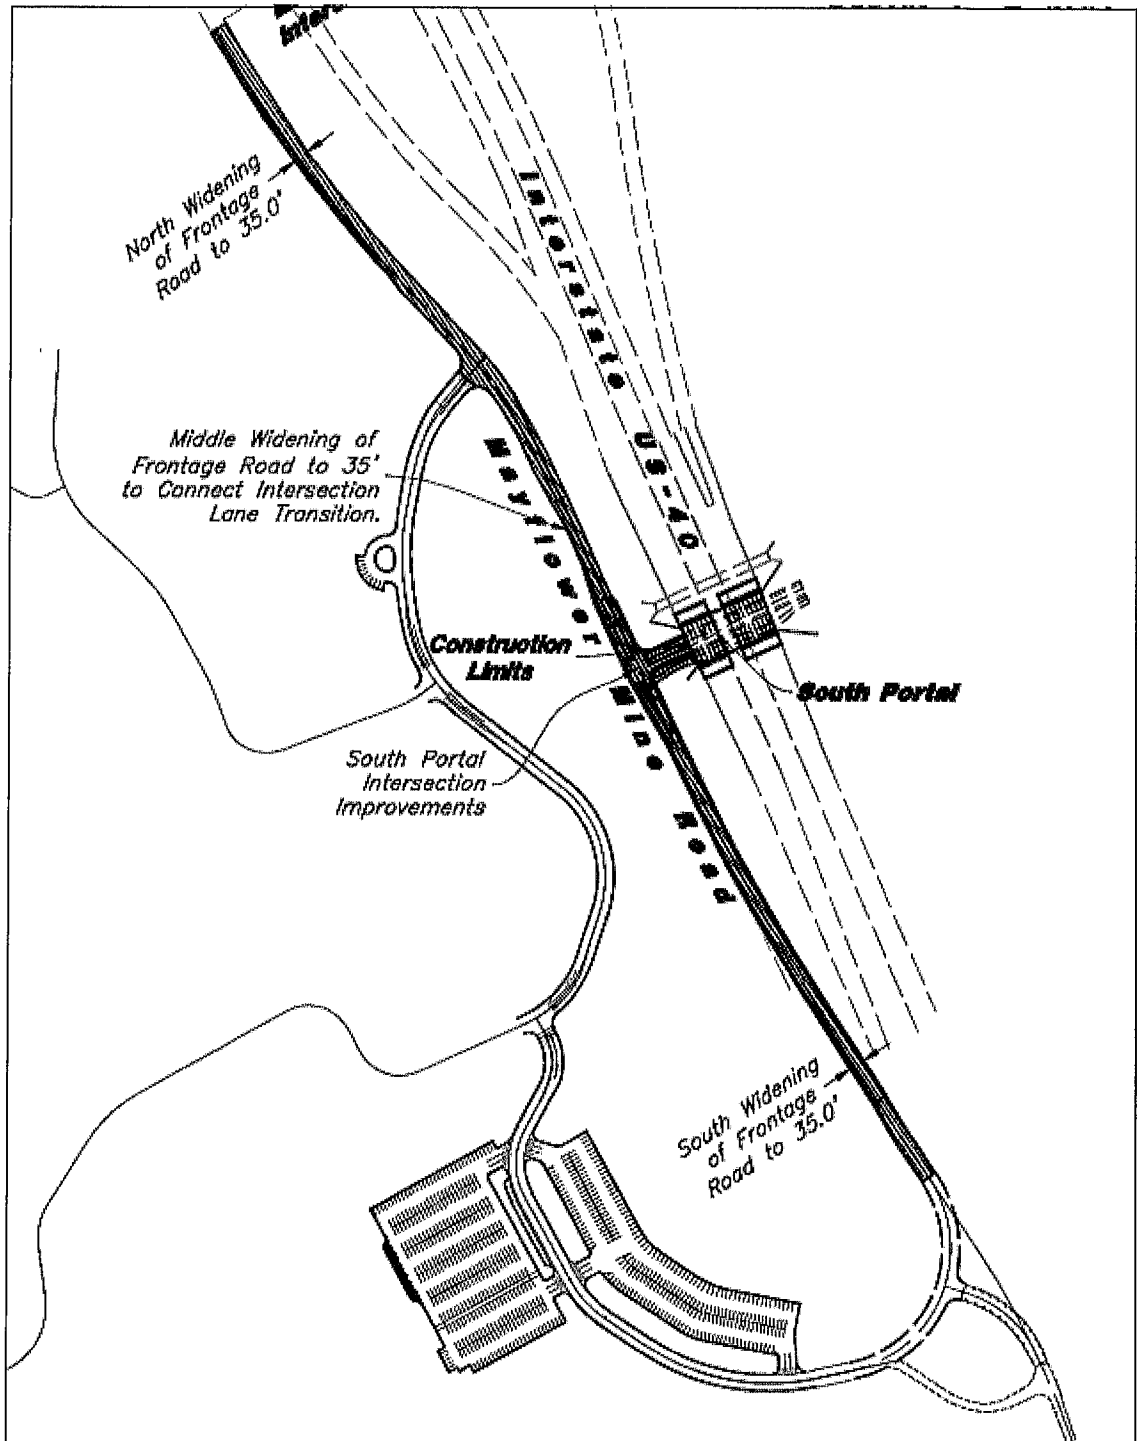 North Widening
of Frontage
Road to 35.0'
Interstate US-40
Middle Widening of
Frontage Road to 35'
to Connect Intersection
Lane Transition.
Mayflower Mine Road
Construction
Limits
South Portal
South Portal
Intersection
Improvements
South Widening
of Frontage
Road to 35.0'